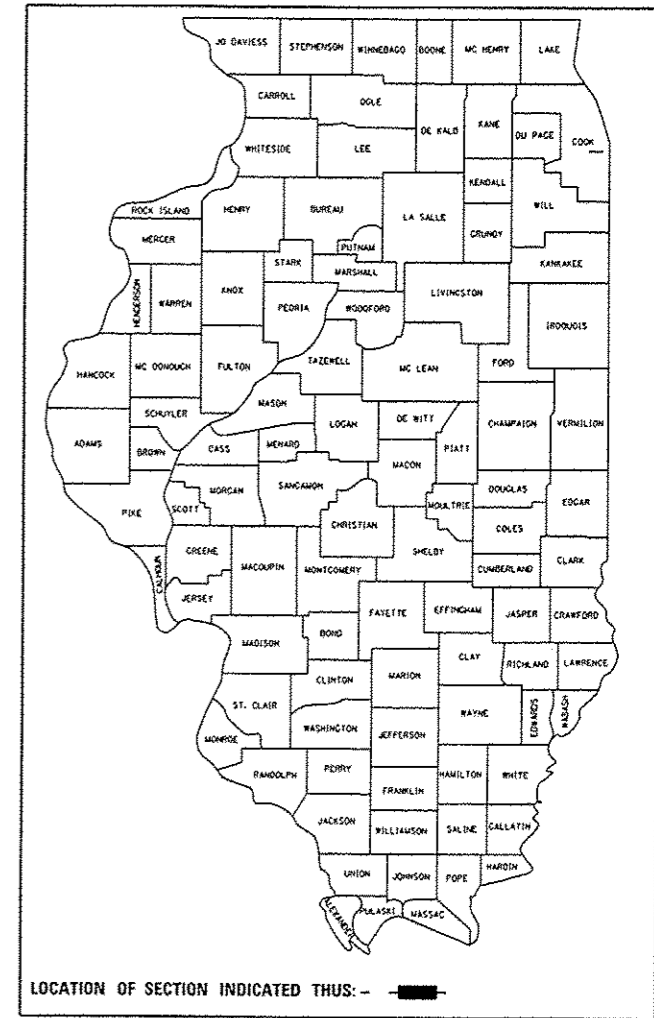 JO DAVIESS STEPHENSON WINNEBAGO BOONE MC HENRY LAKE
CARROLL OGLE DE KALB KANE DU PAGE COOK
WHITESIDE LEE KENDALL WILL
ROCK ISLAND HENRY BUREAU LA SALLE GRUNDY
MERCER PUTNAM KANKAKEE
HENDERSON WARREN KNOX STARK MARSHALL LIVINGSTON
PEORIA WOODFORD IROQUOIS
HANCOCK MC DONOUGH FULTON TAZEWELL MC LEAN FORD
SCHUYLER MASON LOGAN DE WITT CHAMPAIGN VERMILION
ADAMS BROWN CASS MENARD PIATT
MORGAN SANGAMON MACON DOUGLAS
PIKE SCOTT CHRISTIAN MOULTRIE COLES EDGAR
GREENE MACOUPIN MONTGOMERY SHELBY CUMBERLAND CLARK
CALHOUN JERSEY FAYETTE EFFINGHAM JASPER CRAWFORD
MADISON BOND CLAY RICHLAND LAWRENCE
CLINTON MARION
ST. CLAIR WAYNE EDWARDS WABASH
MONROE WASHINGTON JEFFERSON
RANDOLPH PERRY HAMILTON WHITE
FRANKLIN
JACKSON WILLIAMSON SALINE GALLATIN
UNION JOHNSON POPE HARDIN
ALEXANDER PULASKI MASSAC
LOCATION OF SECTION INDICATED THUS: -